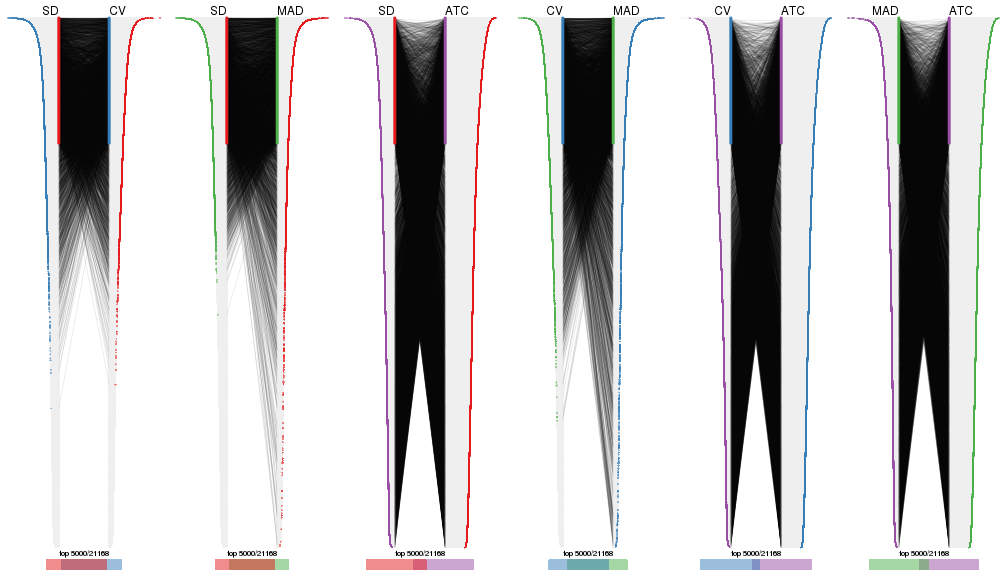 SD CV
SD MAD
SD ATC
CV MAD
CV ATC
MAD ATC
top 5000/21168
top 5000/21168
top 5000/21168
top 5000/21168
top 5000/21168
top 5000/21168